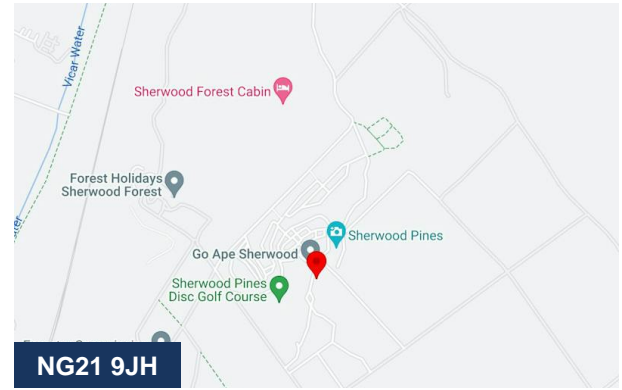 Vicar Water
Sherwood Forest Cabin
Forest Holidays
Sherwood Forest
Sherwood Pines
Go Ape Sherwood
Sherwood Pines
Disc Golf Course
NG21 9JH